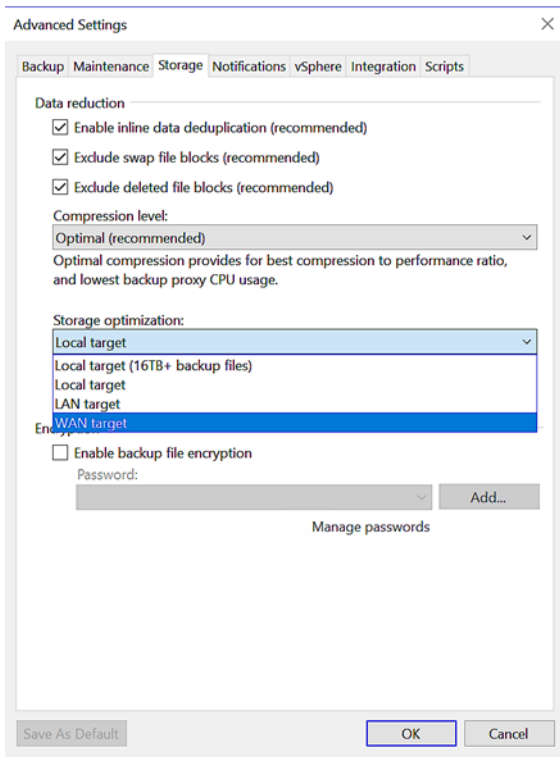 Advanced Settings
Backup Maintenance Storage Notifications vSphere Integration Scripts
Data reduction
Enable inline data deduplication (recommended)
Exclude swap file blocks (recommended)
Exclude deleted file blocks (recommended)
Compression level:
Optimal (recommended)
Optimal compression provides for best compression to performance ratio,
and lowest backup proxy CPU usage.
Storage optimization:
Local target
Local target (16TB+ backup files)
Local target
LAN target
WAN target
Enable backup file encryption
Password:
Add...
Manage passwords
Save As Default
OK
Cancel